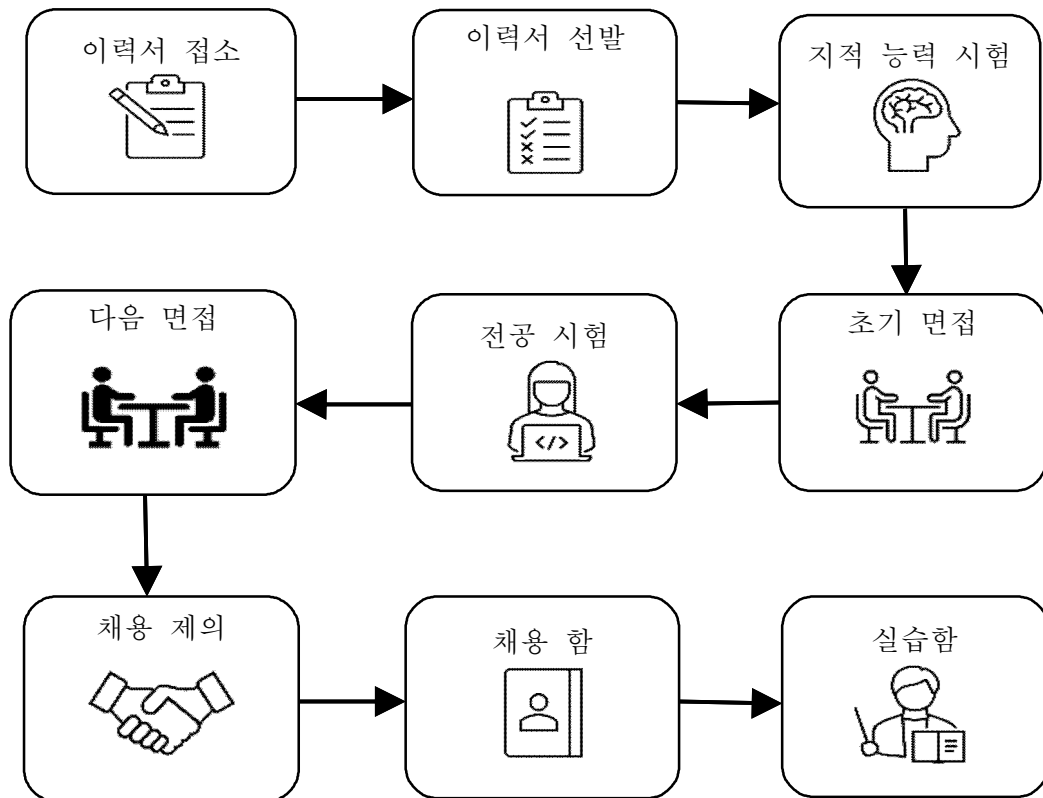 이력서 접소
이력서 선발
지적 능력 시험
초기 면접
전공 시험
</>
다음 면접
채용 제의
채용 함
실습함